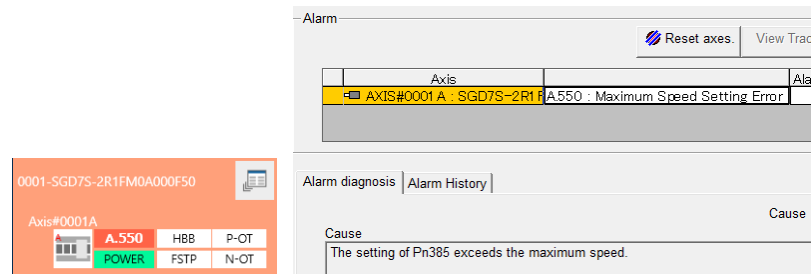 Alarm
Reset axes.
View Trac
Axis
Ala
AXIS#0001 A : SGD7S-2R1F
A.550 : Maximum Speed Setting Error
0001-SGD7S-2R1FM0A000F50
Axis#0001A
A.550 HBB P-OT
POWER FSTP N-OT
Alarm diagnosis
Alarm History
Cause
Cause
The setting of Pn385 exceeds the maximum speed.